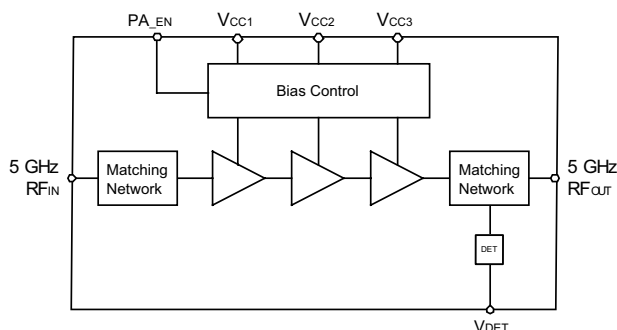 PA_EN VCC1 VCC2 VCC3
Bias Control
5 GHz
RFIN
Matching
Network
Matching
Network
5 GHz
RFOUT
DET
VDET